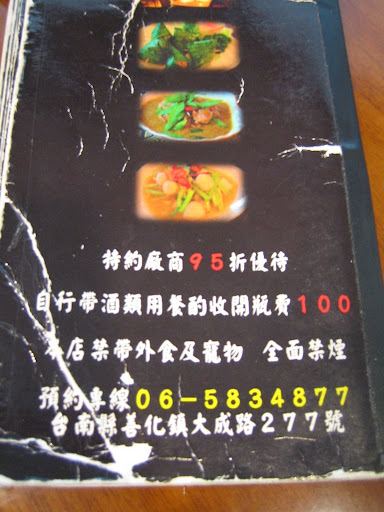 特約廠商95折優待
自行帶酒類用餐酌收開瓶費100
本店禁帶外食及寵物 全面禁煙
預約專線06-5834877
台南縣善化鎮大成路277號